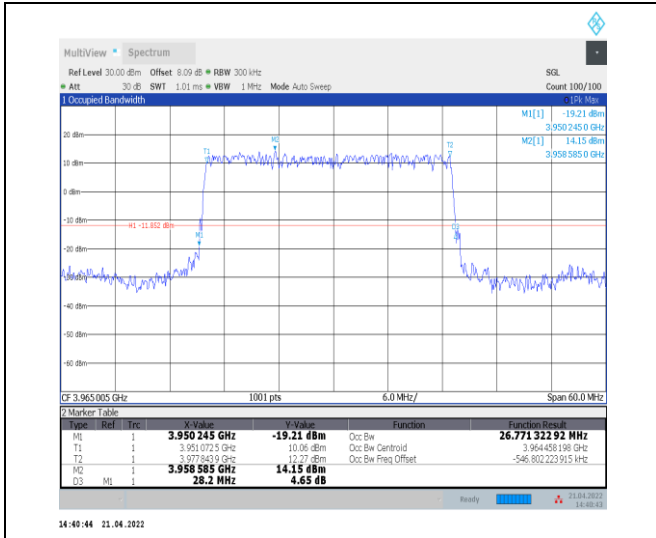 MultiView Spectrum
Ref Level 30.00 dBm Offset 8.09 dB RBW 300 kHz SGL
Att 30 dB SWT 1.01 ms VBW 1 MHz Mode Auto Sweep Count 100/100
1 Occupied Bandwidth 1Pk Max
M1[1] -19.21 dBm
3.950245 0 GHz
M2[1] 14.15 dBm
3.958585 0 GHz
20 dBm
T1
M2
T2
10 dBm
0 dBm
-10 dBm
H1 -11.852 dBm
M1
D3
-20 dBm
-30 dBm
-40 dBm
-50 dBm
-60 dBm
CF 3.965005 GHz 1001 pts 6.0 MHz/ Span 60.0 MHz
2 Marker Table
Type Ref Trc X-Value Y-Value Function Function Result
M1 1 3.950 245 GHz -19.21 dBm Occ Bw 26.771 322 92 MHz
T1 1 3.951 072 5 GHz 10.06 dBm Occ Bw Centroid 3.964 458 198 GHz
T2 1 3.977 843 9 GHz 12.27 dBm Occ Bw Freq Offset -546.802 223 915 kHz
M2 1 3.958 585 GHz 14.15 dBm
D3 M1 1 28.2 MHz 4.65 dB
Ready 21.04.2022
14:40:43
14:40:44 21.04.2022